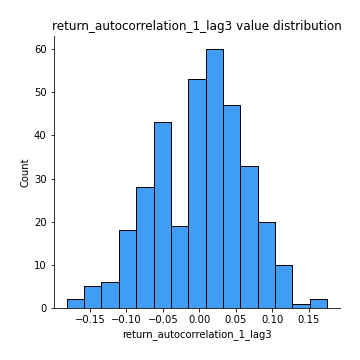 return_autocorrelation_1_lag3 value distribution
60
50
40
30
20
10
0
Count
−0.15 −0.10 −0.05 0.00 0.05 0.10 0.15
return_autocorrelation_1_lag3